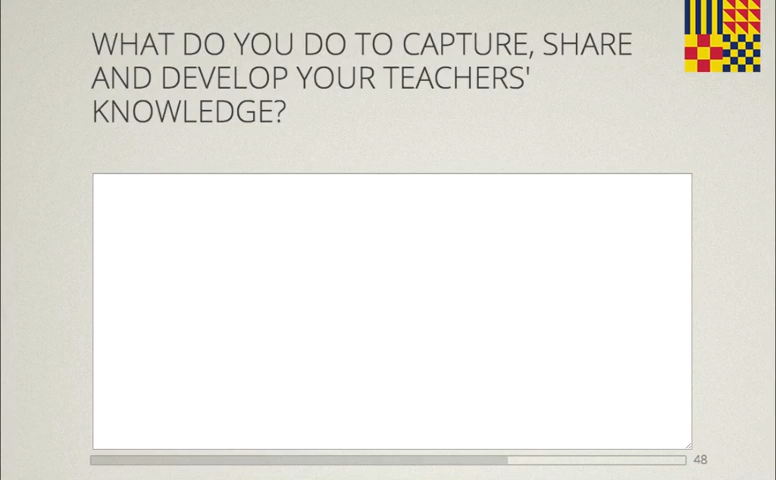 WHAT DO YOU DO TO CAPTURE, SHARE
AND DEVELOP YOUR TEACHERS'
KNOWLEDGE?
48